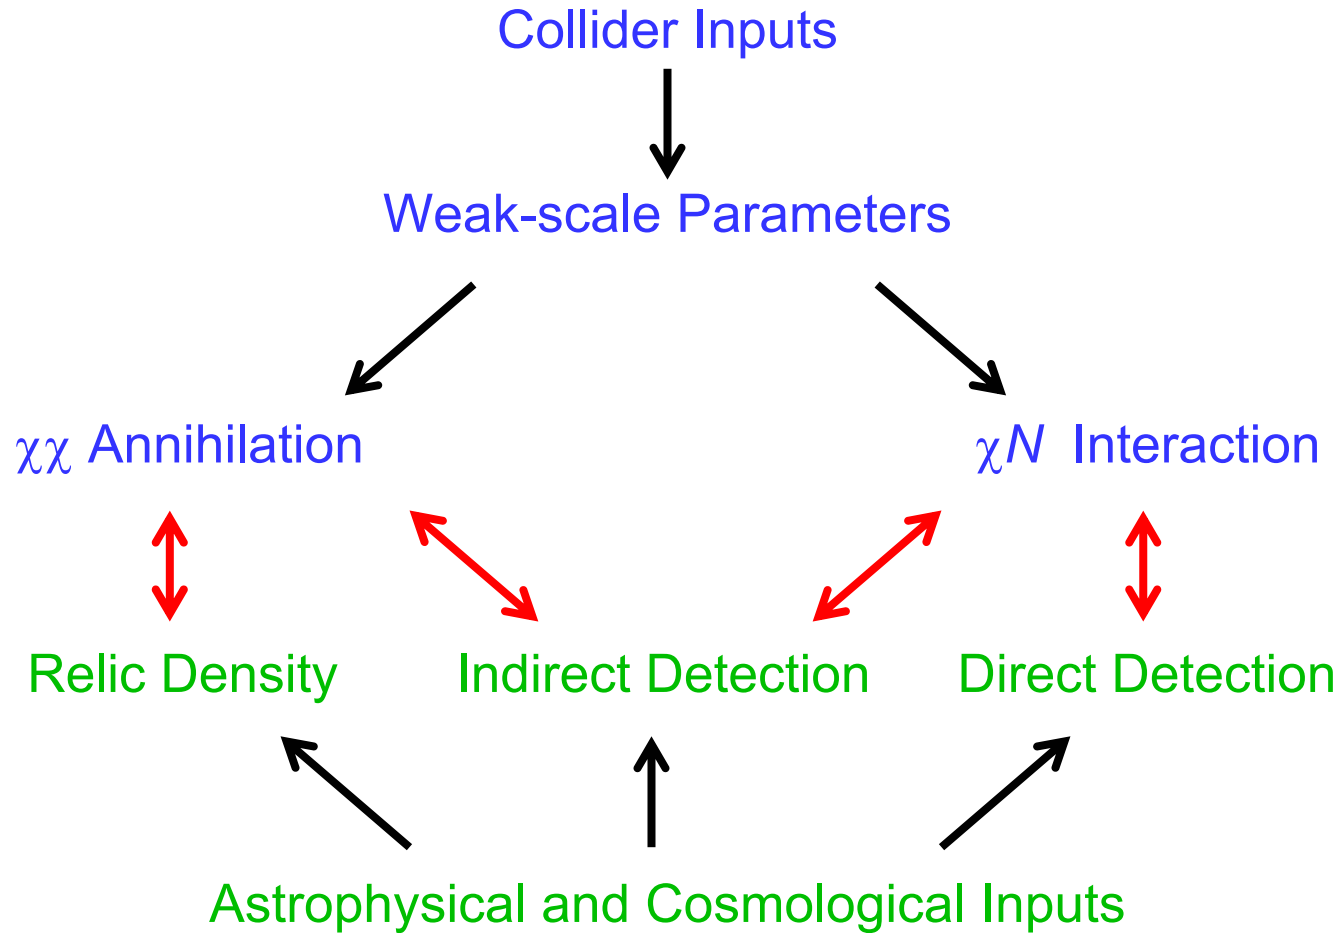 Collider Inputs
Weak-scale Parameters
χχ Annihilation
χN Interaction
Relic Density
Indirect Detection
Direct Detection
Astrophysical and Cosmological Inputs